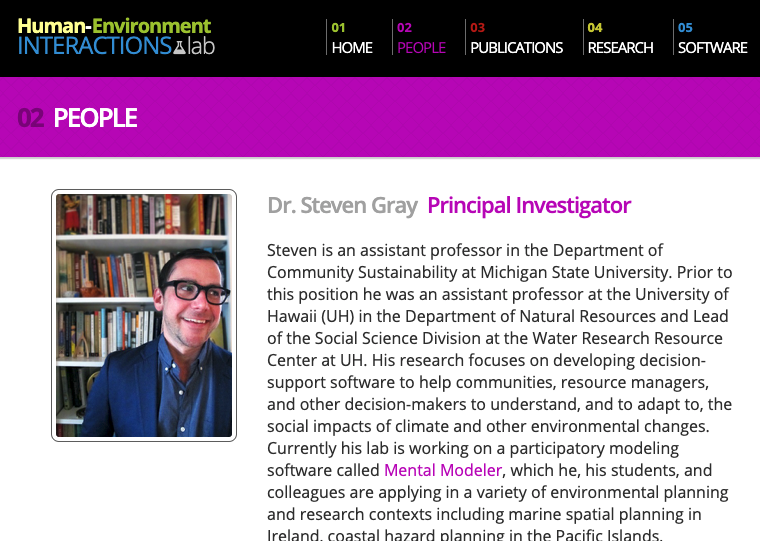 Human-Environment
INTERACTIONS lab
01
HOME
02
PEOPLE
03
PUBLICATIONS
04
RESEARCH
05
SOFTWARE
02 PEOPLE
Dr. Steven Gray Principal Investigator
Steven is an assistant professor in the Department of
Community Sustainability at Michigan State University. Prior to
this position he was an assistant professor at the University of
Hawaii (UH) in the Department of Natural Resources and Lead
of the Social Science Division at the Water Research Resource
Center at UH. His research focuses on developing decision-
support software to help communities, resource managers,
and other decision-makers to understand, and to adapt to, the
social impacts of climate and other environmental changes.
Currently his lab is working on a participatory modeling
software called Mental Modeler, which he, his students, and
colleagues are applying in a variety of environmental planning
and research contexts including marine spatial planning in
Ireland, coastal hazard planning in the Pacific Islands,